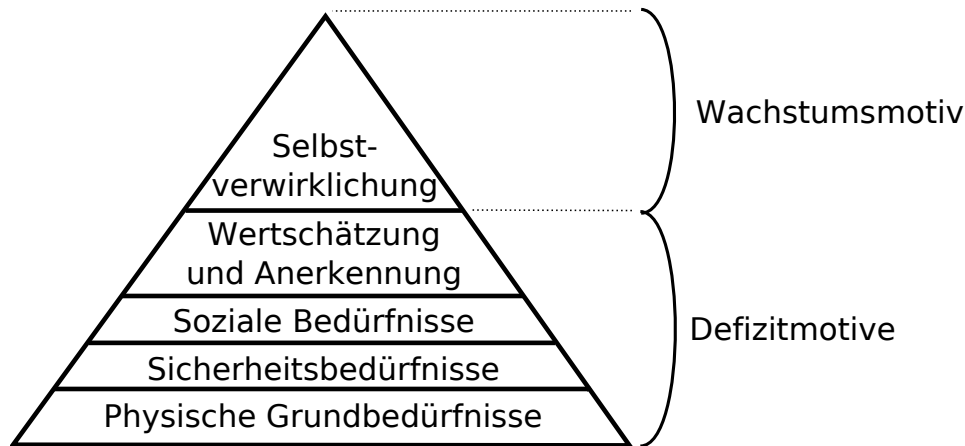 Selbst-
verwirklichung
Wachstumsmotiv
Wertschätzung
und Anerkennung
Soziale Bedürfnisse
Defizitmotive
Sicherheitsbedürfnisse
Physische Grundbedürfnisse